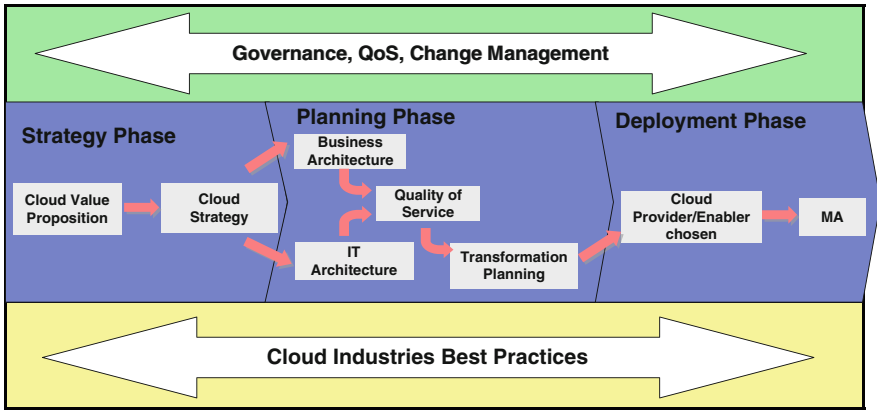 Governance, QoS, Change Management
Strategy Phase
Planning Phase
Deployment Phase
Cloud Value
Proposition
Cloud
Strategy
Business
Architecture
IT
Architecture
Quality of
Service
Transformation
Planning
Cloud
Provider/Enabler
chosen
MA
Cloud Industries Best Practices